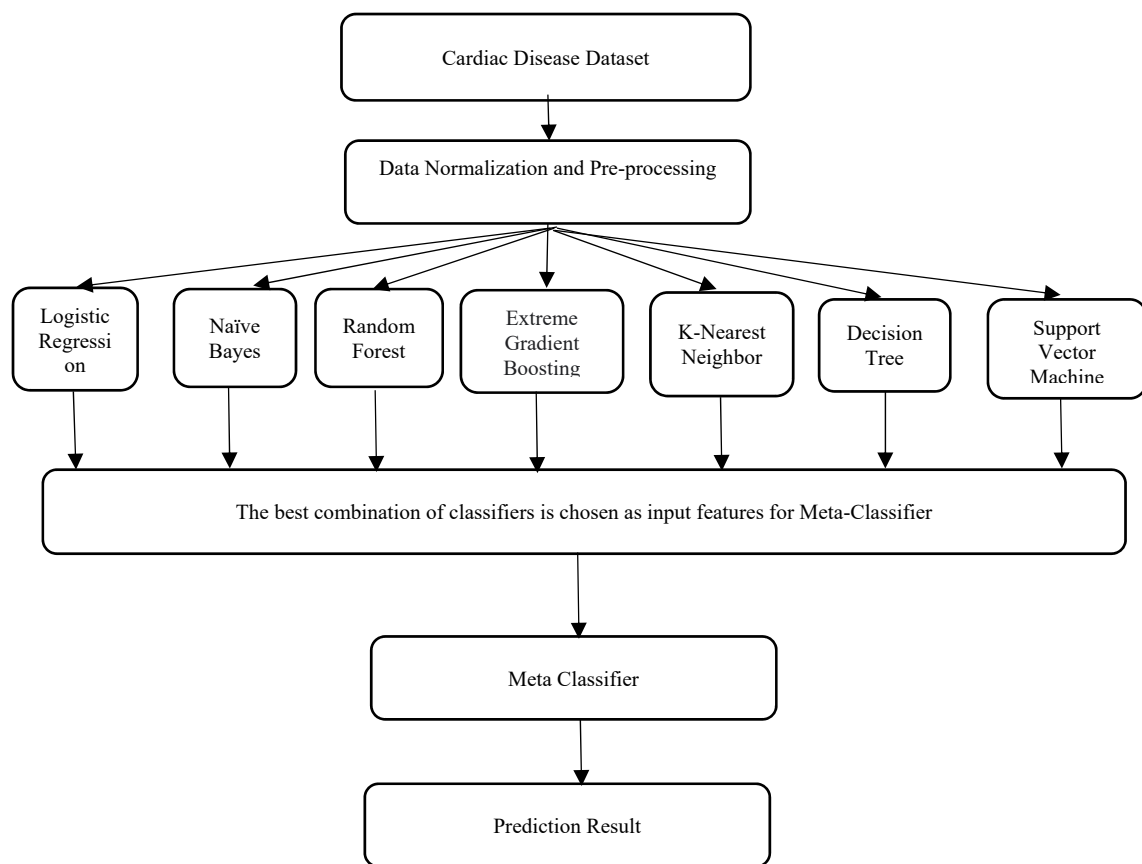 Cardiac Disease Dataset
Data Normalization and Pre-processing
Logistic
Regressi
on
Naïve
Bayes
Random
Forest
Extreme
Gradient
Boosting
K-Nearest
Neighbor
Decision
Tree
Support
Vector
Machine
The best combination of classifiers is chosen as input features for Meta-Classifier
Meta Classifier
Prediction Result